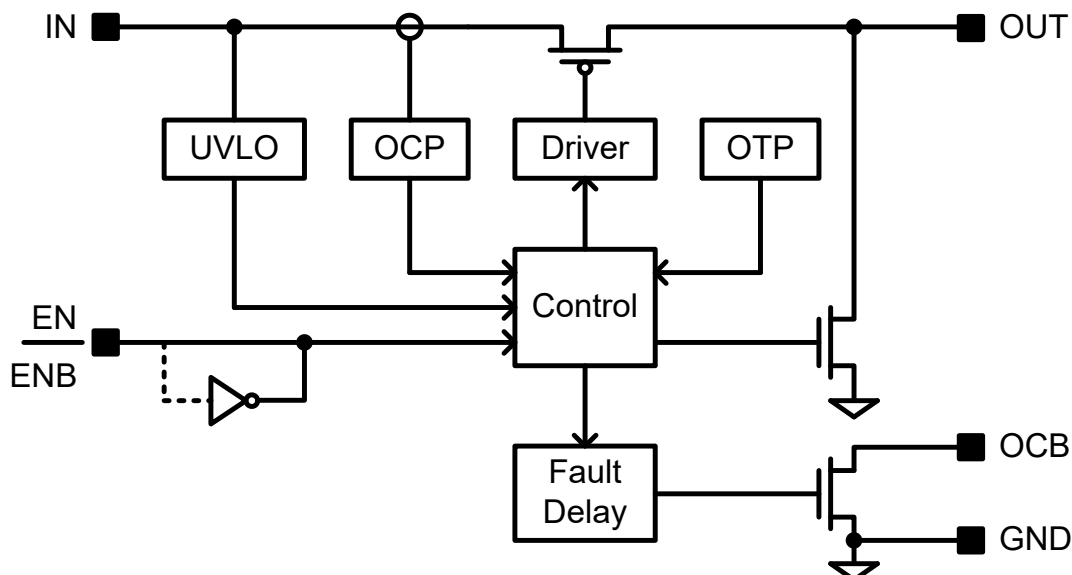 IN
OUT
UVLO
OCP
Driver
OTP
Control
EN
ENB
Fault
Delay
OCB
GND